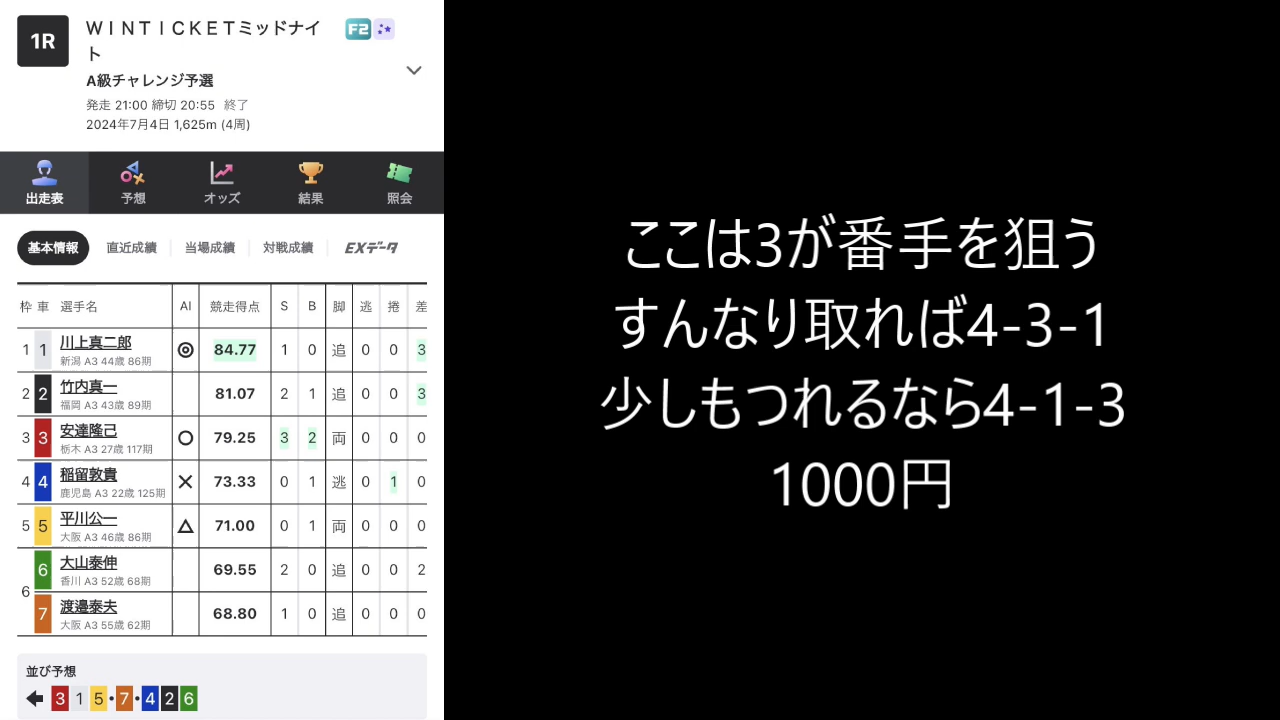 1R
ＷＩＮＴＩＣＫＥＴミッドナイ
ト
F2
A級チャレンジ予選
発走 21:00 締切 20:55 終了
2024年7月4日 1,625m (4周)
出走表 予想 オッズ 結果 照会
基本情報 直近成績 当場成績 対戦成績 EXデータ
枠 車 選手名 AI 競走得点 S B 脚 逃 捲 差
1 1 川上真二郎 ◎ 84.77 1 0 追 0 0 3
新潟 A3 44歳 86期
2 2 竹内真一 81.07 2 1 追 0 0 3
福岡 A3 43歳 89期
3 3 安達隆己 ○ 79.25 3 2 両 0 0 0
栃木 A3 27歳 117期
4 4 稲留敦貴 × 73.33 0 1 逃 0 1 0
鹿児島 A3 22歳 125期
5 5 平川公一 △ 71.00 0 1 両 0 0 0
大阪 A3 46歳 86期
6 6 大山泰伸 69.55 2 0 追 0 0 2
香川 A3 52歳 68期
7 渡邉泰夫 68.80 1 0 追 0 0 0
大阪 A3 55歳 62期
並び予想
3 1 5・7・4 2 6
ここは3が番手を狙う
すんなり取れば4-3-1
少しもつれるなら4-1-3
1000円